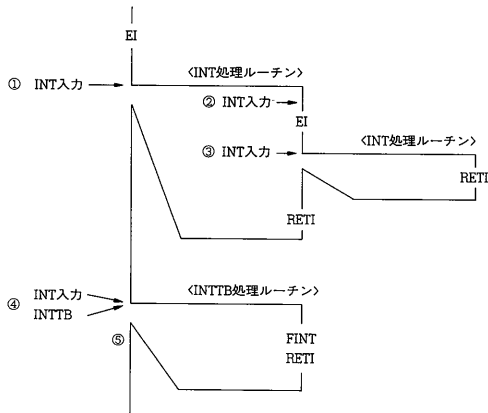 EI
① INT入力
〈INT処理ルーチン〉
② INT入力
EI
③ INT入力
〈INT処理ルーチン〉
RETI
RETI
④ INT入力
INTTB
〈INTTB処理ルーチン〉
⑤
FINT
RETI